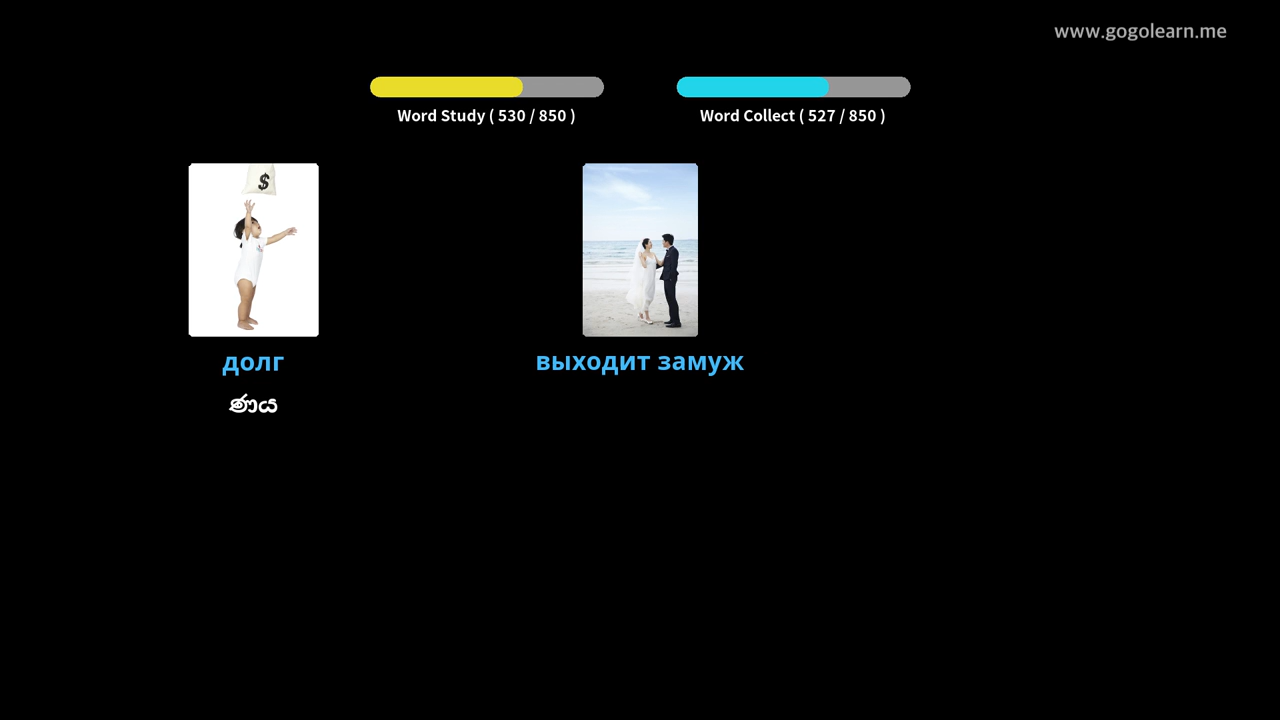 www.gogolearn.me
Word Study ( 530 / 850 )
Word Collect ( 527 / 850 )
$
долг
выходит замуж
ණය